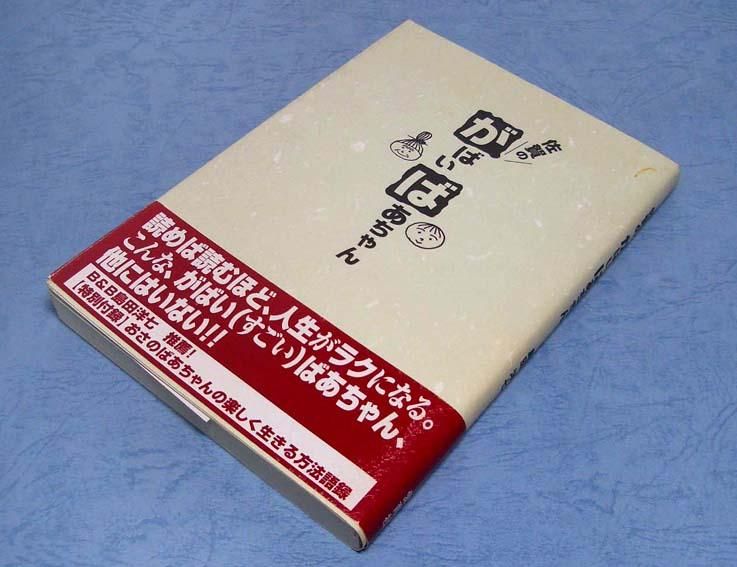 佐賀の
がばいばあちゃん
読めば読むほど、人生がラクになる。
こんな、がばい(すごい)ばあちゃん、
他にはいない!!
B&B島田洋七 推薦!
【特別付録】おさのばあちゃんの楽しく生きる方法語録